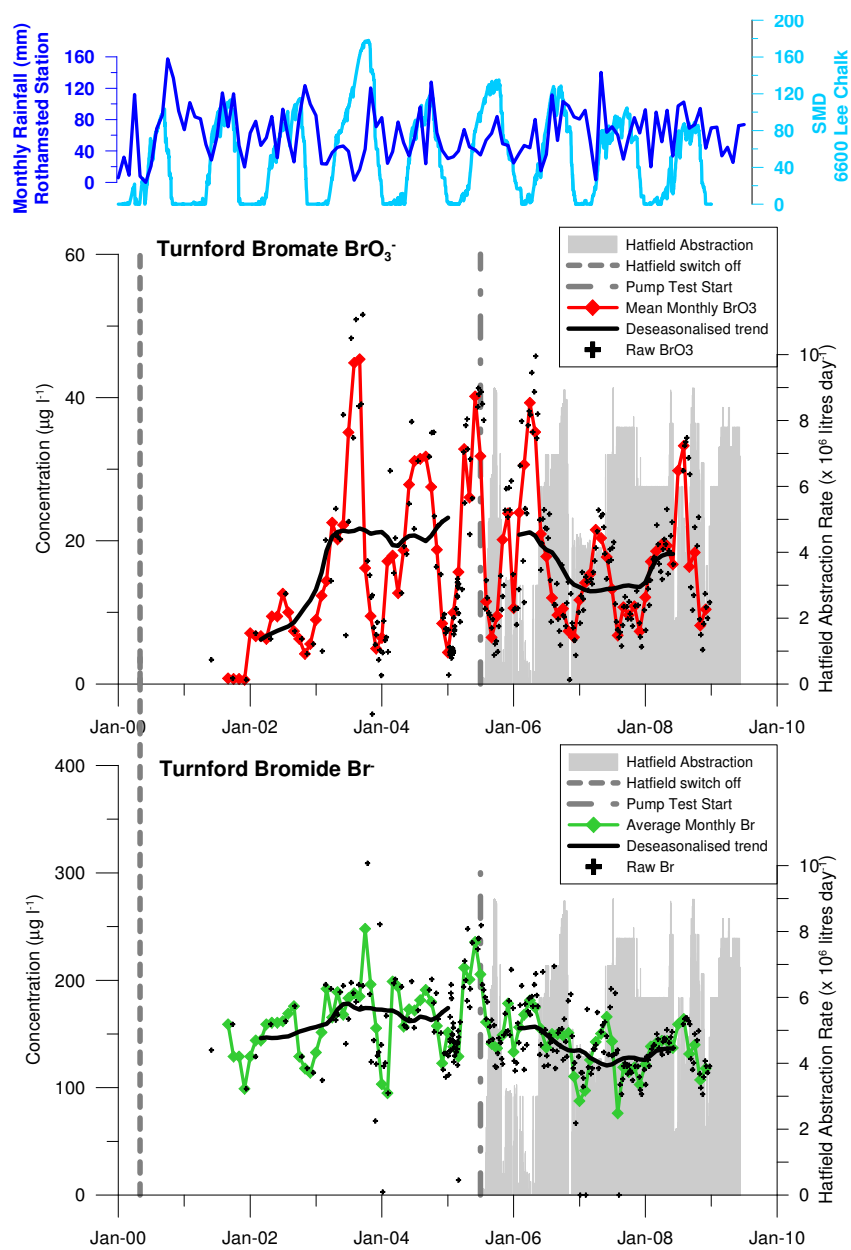 Monthly Rainfall (mm)
Rothamsted Station
160
120
80
40
0
200
160
120
80
40
0
SMD
6600 Lee Chalk
Turnford Bromate BrO₃⁻
Hatfield Abstraction
Hatfield switch off
Pump Test Start
Mean Monthly BrO3
Deseasonalised trend
Raw BrO3
Concentration (µg l⁻¹)
60
40
20
0
10
8
6
4
2
0
Hatfield Abstraction Rate (x 10⁶ litres day⁻¹)
Jan-00 Jan-02 Jan-04 Jan-06 Jan-08 Jan-10
Turnford Bromide Br⁻
Hatfield Abstraction
Hatfield switch off
Pump Test Start
Average Monthly Br
Deseasonalised trend
Raw Br
Concentration (µg l⁻¹)
400
300
200
100
0
10
8
6
4
2
0
Hatfield Abstraction Rate (x 10⁶ litres day⁻¹)
Jan-00 Jan-02 Jan-04 Jan-06 Jan-08 Jan-10